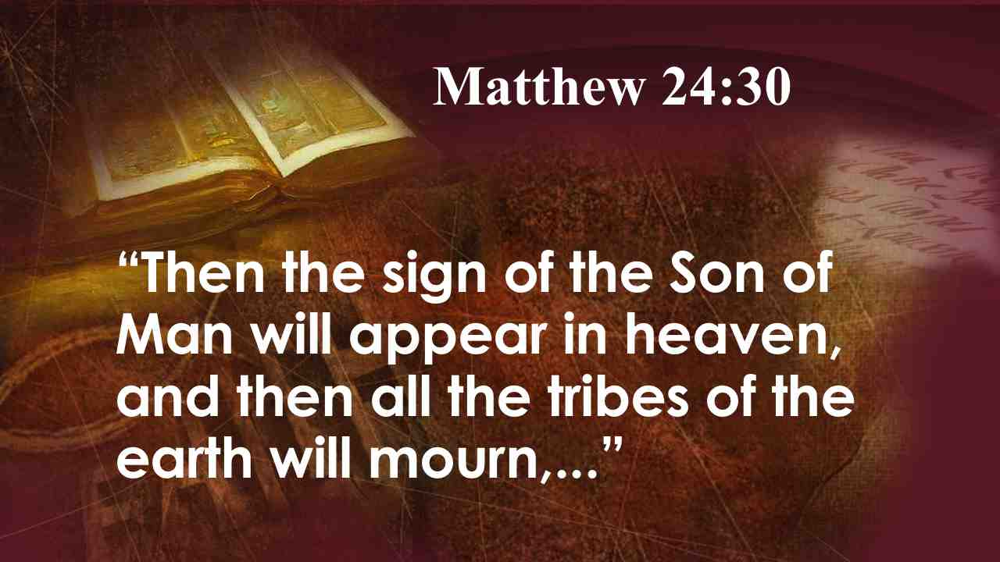 Matthew 24:30
“Then the sign of the Son of
Man will appear in heaven,
and then all the tribes of the
earth will mourn,...”